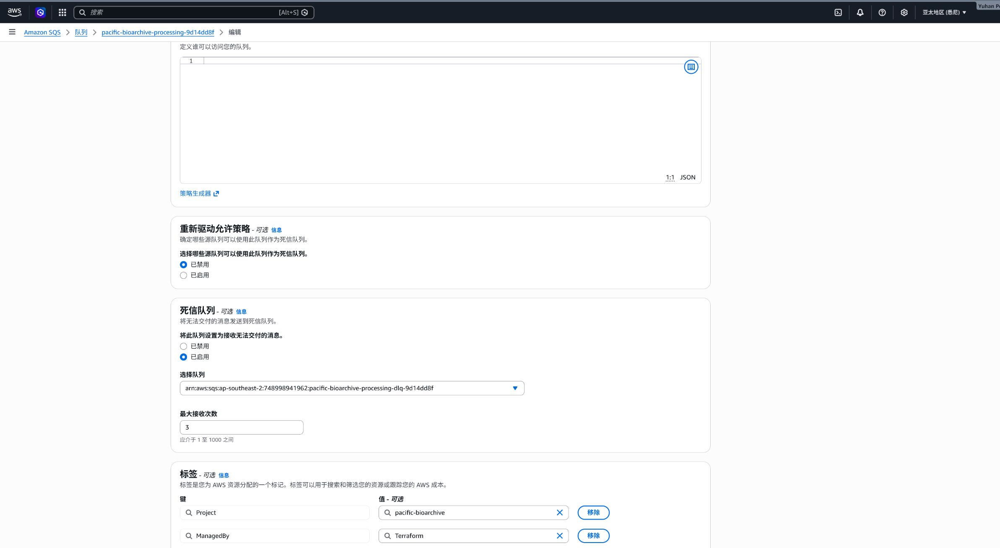 aws
搜索
[Alt+S]
亚太地区 (悉尼)
Yuhan
Amazon SQS
队列
pacific-bioarchive-processing-9d14dd8f
编辑
定义谁可以访问您的队列。
1
1:1 JSON
策略生成器
重新驱动允许策略 - 可选 信息
确定哪些源队列可以使用此队列作为死信队列。
选择哪些源队列可以使用此队列作为死信队列。
已禁用
已启用
死信队列 - 可选 信息
将无法交付的消息发送到死信队列。
将此队列设置为接收无法交付的消息。
已禁用
已启用
选择队列
arn:aws:sqs:ap-southeast-2:748998941962:pacific-bioarchive-processing-dlq-9d14dd8f
最大接收次数
3
应介于 1 至 1000 之间
标签 - 可选 信息
标签是您为 AWS 资源分配的一个标记。标签可以用于搜索和筛选您的资源或跟踪您的 AWS 成本。
键
值 - 可选
Project
pacific-bioarchive
移除
ManagedBy
Terraform
移除